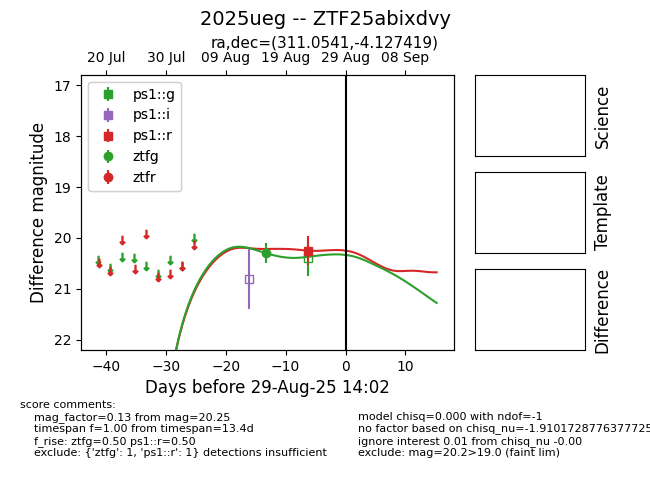 2025ueg -- ZTF25abixdvy
ra,dec=(311.0541,-4.127419)
20 Jul 30 Jul 09 Aug 19 Aug 29 Aug 08 Sep
17
18
19
20
21
22
Difference magnitude
ps1::g
ps1::i
ps1::r
ztfg
ztfr
Science
Template
Difference
−40 −30 −20 −10 0 10
Days before 29-Aug-25 14:02
score comments:
mag_factor=0.13 from mag=20.25
timespan f=1.00 from timespan=13.4d
f_rise: ztfg=0.50 ps1::r=0.50
exclude: {'ztfg': 1, 'ps1::r': 1} detections insufficient
model chisq=0.000 with ndof=-1
no factor based on chisq_nu=-1.9101728776377725
ignore interest 0.01 from chisq_nu -0.00
exclude: mag=20.2>19.0 (faint lim)